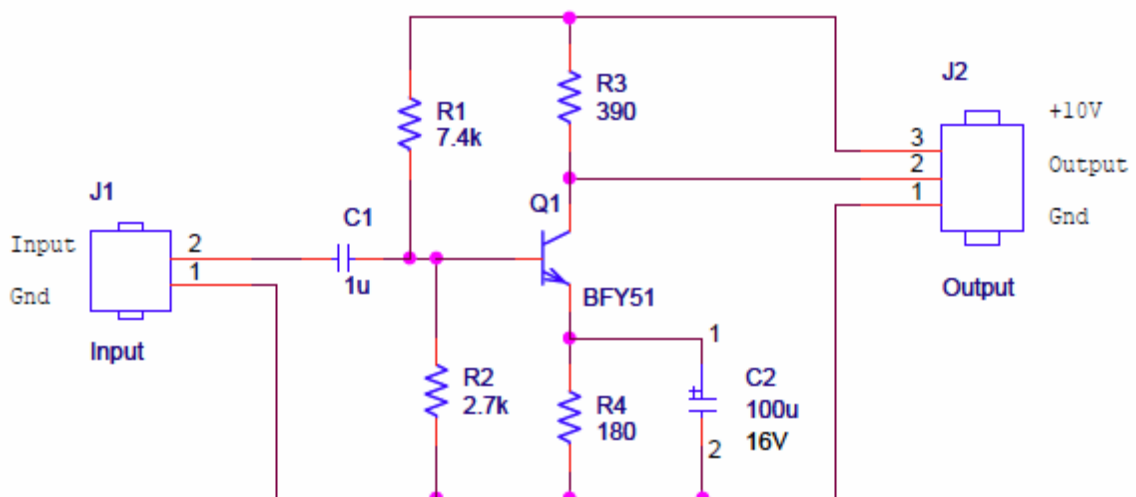 R3
390
J2
+10V
R1
7.4k
3
Output
2
1
Gnd
J1
Q1
C1
Input
2
1
Gnd
1u
BFY51
Output
Input
1
R2
2.7k
C2
100u
16V
R4
180
2